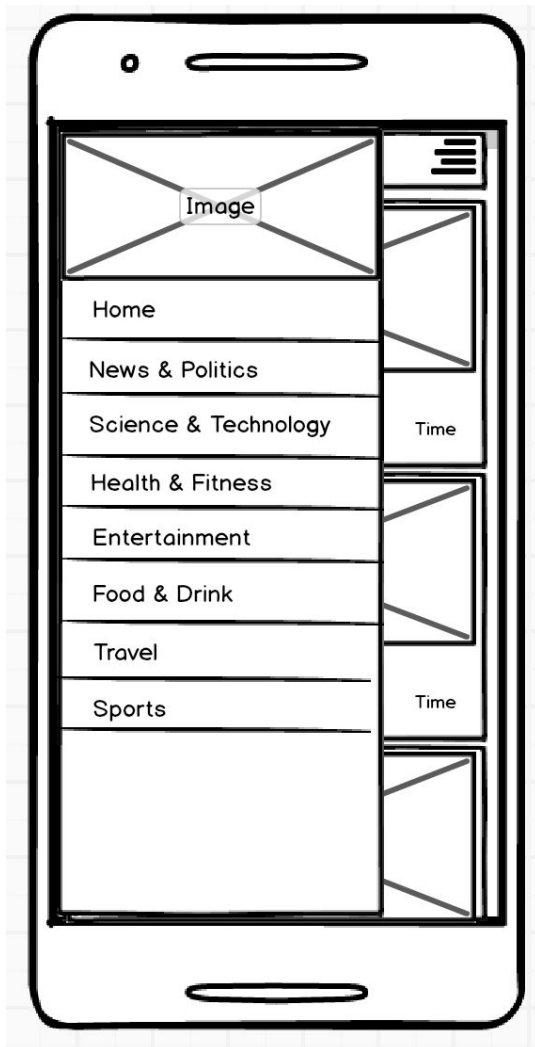 Image
Home
News & Politics
Science & Technology
Time
Health & Fitness
Entertainment
Food & Drink
Travel
Sports
Time